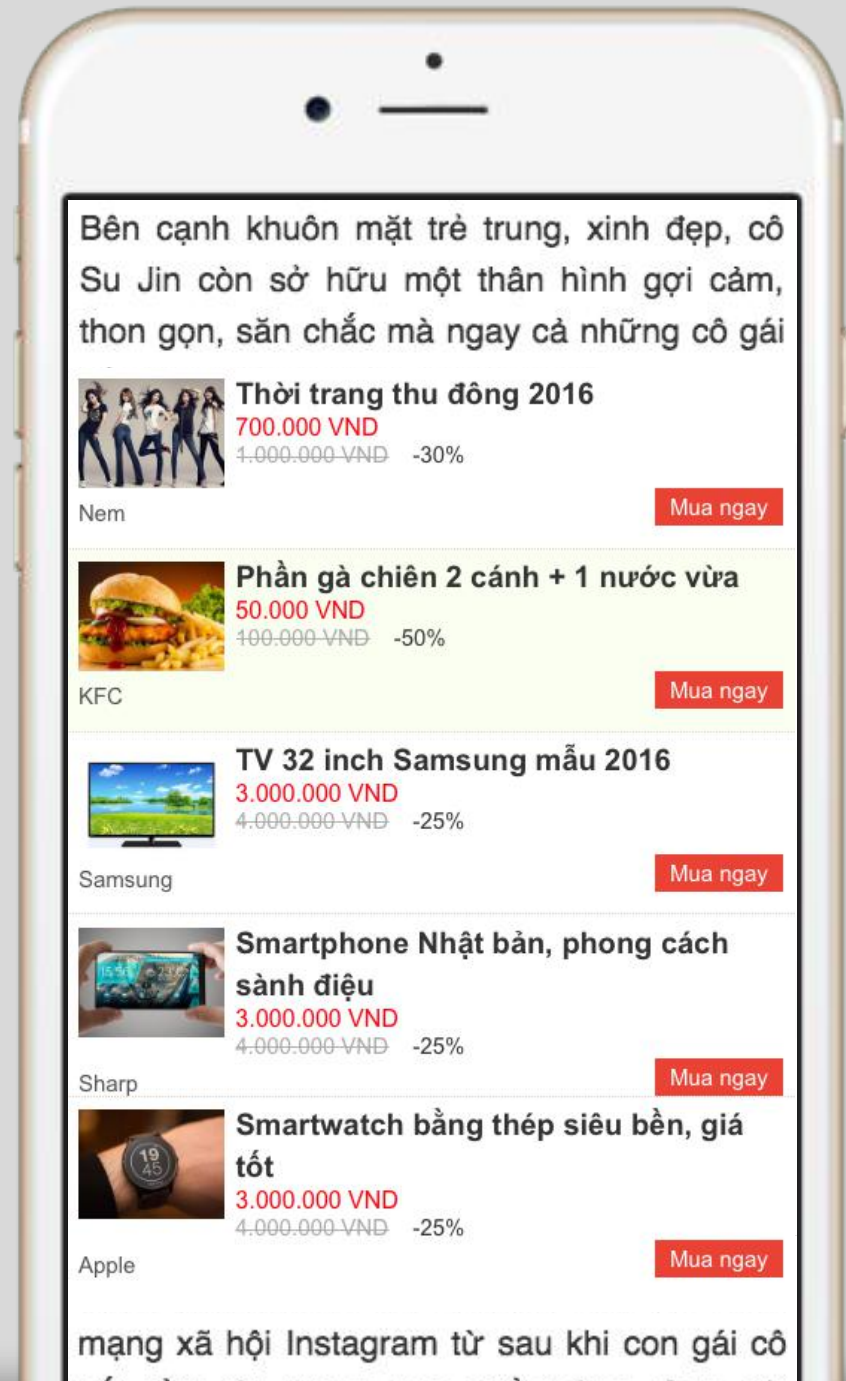 Bên cạnh khuôn mặt trẻ trung, xinh đẹp, cô
Su Jin còn sở hữu một thân hình gợi cảm,
thon gọn, săn chắc mà ngay cả những cô gái
Thời trang thu đông 2016
700.000 VND
1.000.000 VND -30%
Nem
Mua ngay
Phần gà chiên 2 cánh + 1 nước vừa
50.000 VND
100.000 VND -50%
KFC
Mua ngay
TV 32 inch Samsung mẫu 2016
3.000.000 VND
4.000.000 VND -25%
Samsung
Mua ngay
Smartphone Nhật bản, phong cách
sành điệu
3.000.000 VND
4.000.000 VND -25%
Sharp
Mua ngay
Smartwatch bằng thép siêu bền, giá
tốt
3.000.000 VND
4.000.000 VND -25%
Apple
Mua ngay
19
45
mạng xã hội Instagram từ sau khi con gái cô